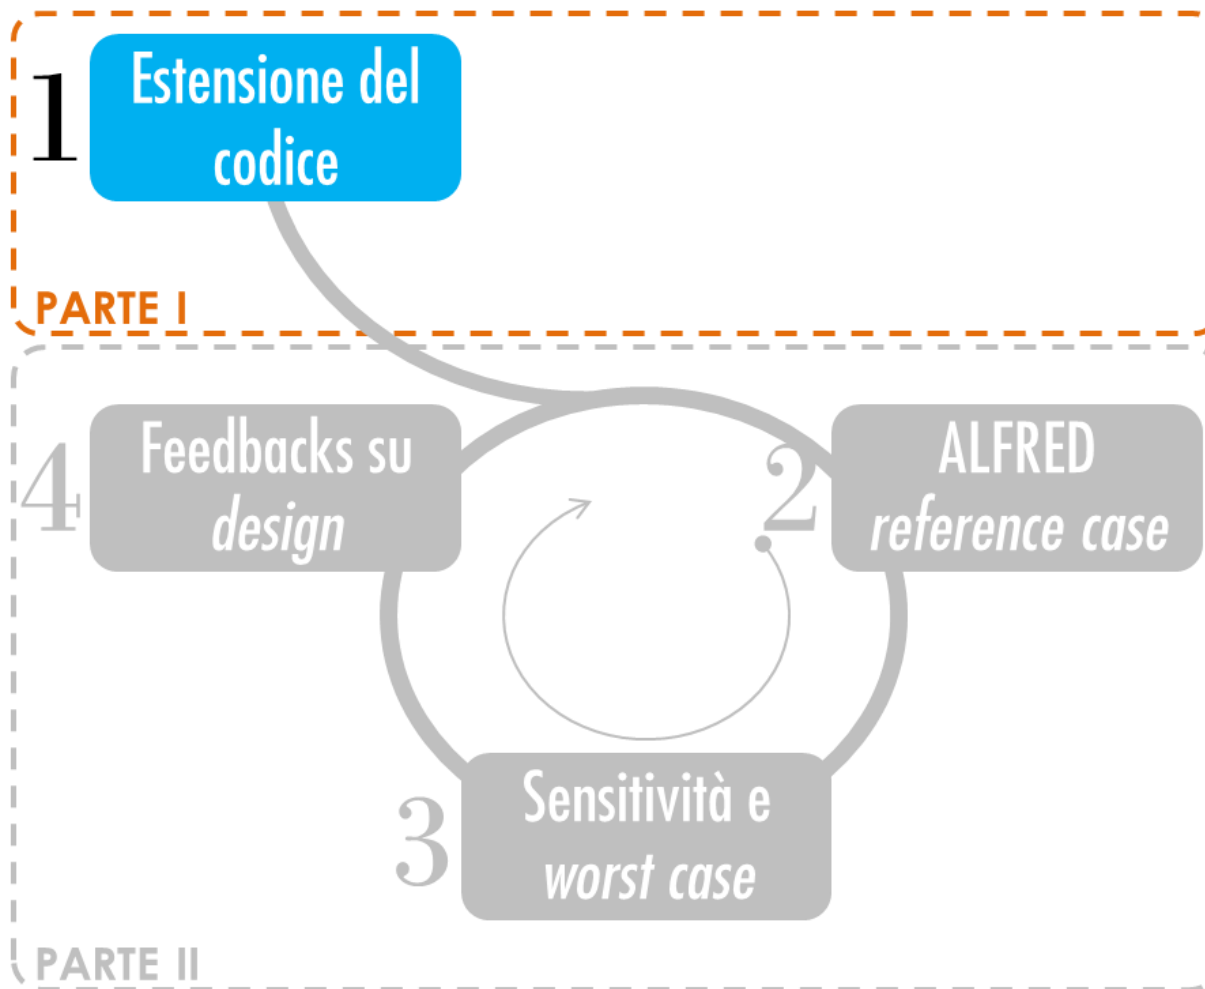 1
Estensione del
codice
PARTE I
4
Feedbacks su
design
2
ALFRED
reference case
3
Sensitività e
worst case
PARTE II